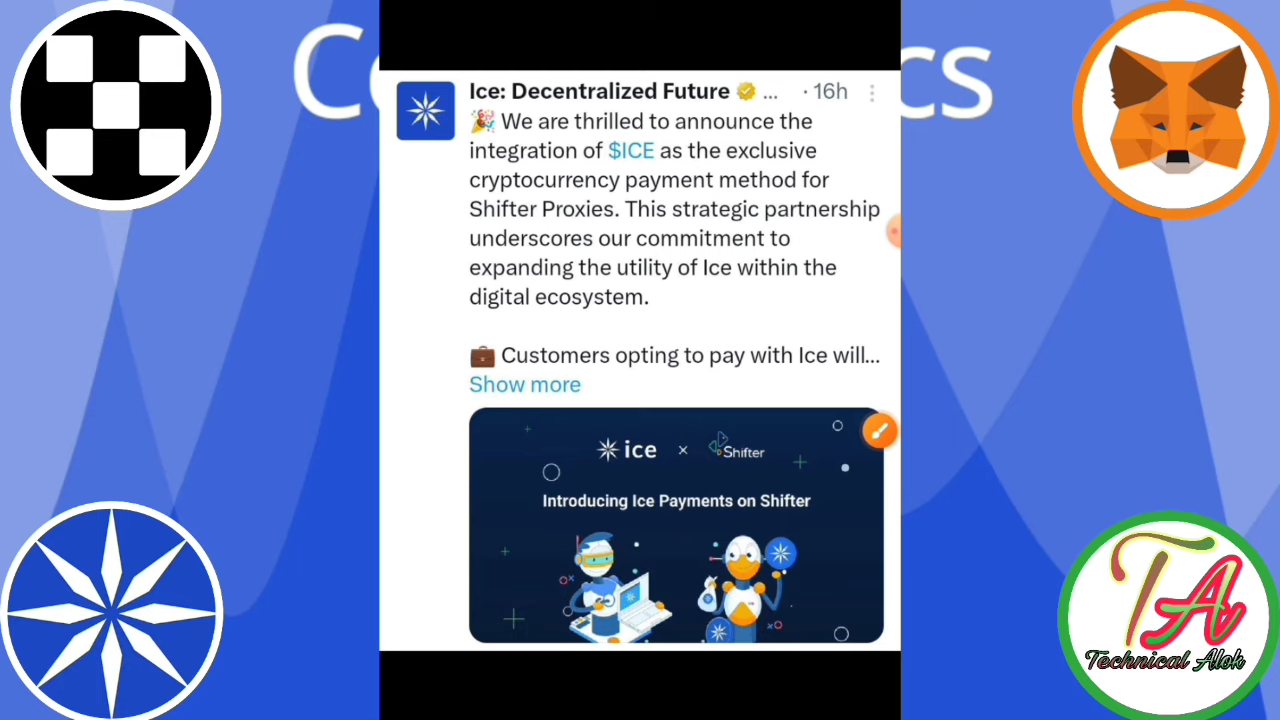 Ice: Decentralized Future ... · 16h
🎉 We are thrilled to announce the
integration of $ICE as the exclusive
cryptocurrency payment method for
Shifter Proxies. This strategic partnership
underscores our commitment to
expanding the utility of Ice within the
digital ecosystem.
💼 Customers opting to pay with Ice will...
Show more
ice × Shifter
Introducing Ice Payments on Shifter
TA
Technical Alok